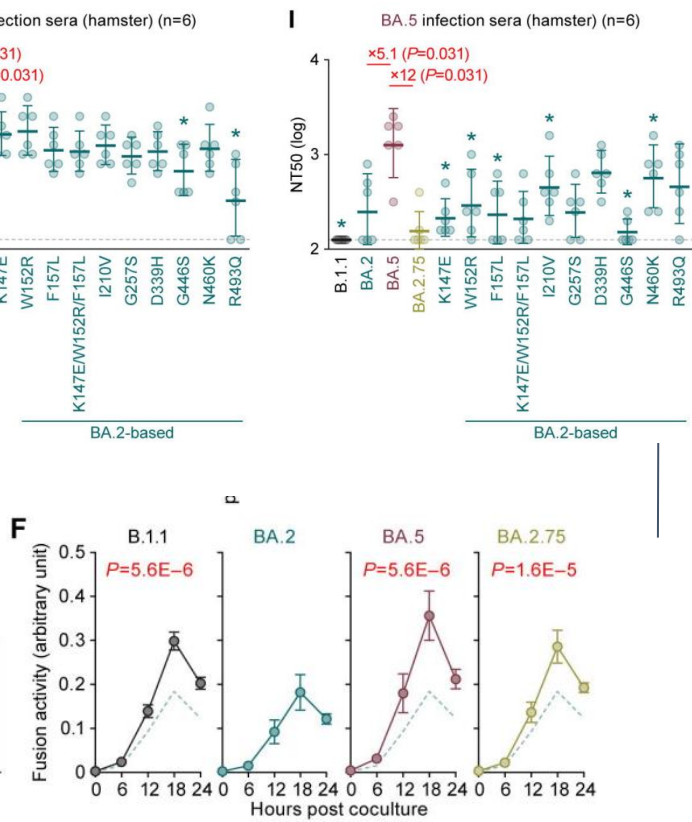 ection sera (hamster) (n=6)
31)
0.031)
*
*
K147E
W152R
F157L
K147E/W152R/F157L
I210V
G257S
D339H
G446S
N460K
R493Q
BA.2-based
I
BA.5 infection sera (hamster) (n=6)
×5.1 (P=0.031)
×12 (P=0.031)
NT50 (log)
4
3
2
*
*
*
*
*
*
*
B.1.1
BA.2
BA.5
BA.2.75
K147E
W152R
F157L
K147E/W152R/F157L
I210V
G257S
D339H
G446S
N460K
R493Q
BA.2-based
F
B.1.1
BA.2
BA.5
BA.2.75
P=5.6E–6
P=5.6E–6
P=1.6E–5
Fusion activity (arbitrary unit)
0.5
0.4
0.3
0.2
0.1
0
0 6 12 18 24
0 6 12 18 24
0 6 12 18 24
0 6 12 18 24
Hours post coculture